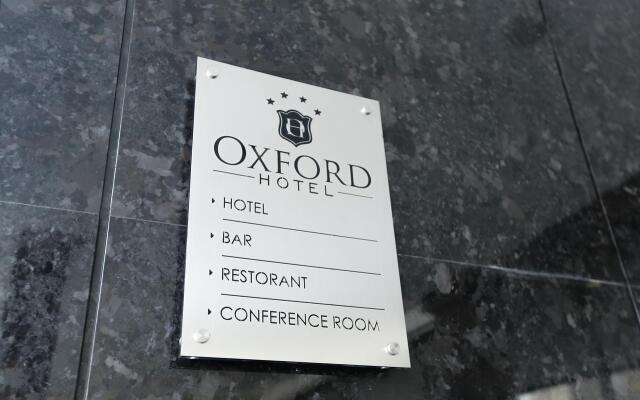 H
OXFORD
HOTEL
HOTEL
BAR
RESTORANT
CONFERENCE ROOM